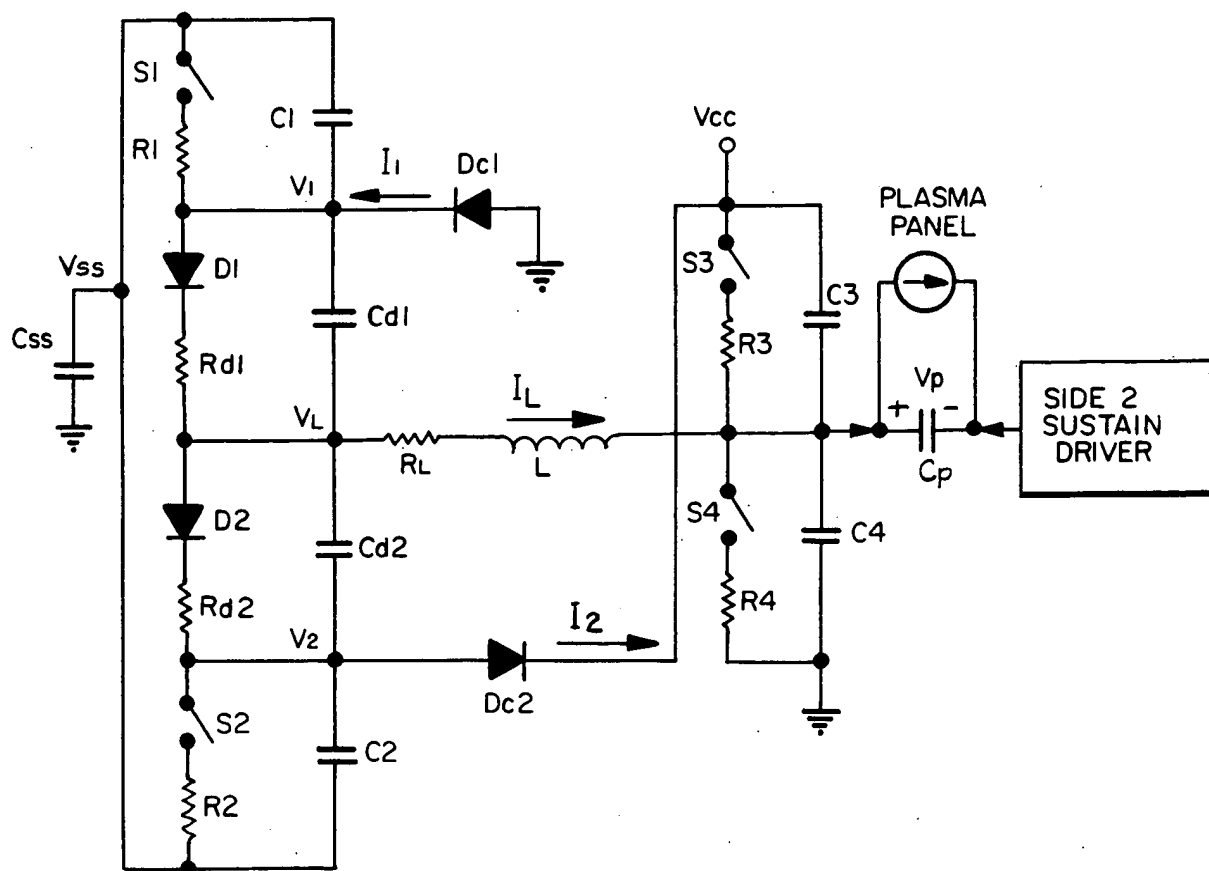 S1
C1
R1
V1
I1
Dc1
Vcc
PLASMA
PANEL
Vss
D1
S3
C3
Css
Cd1
R3
Rd1
IL
Vp
+
-
SIDE 2
SUSTAIN
DRIVER
VL
RL
L
Cp
D2
S4
C4
Cd2
Rd2
R4
V2
I2
Dc2
S2
C2
R2